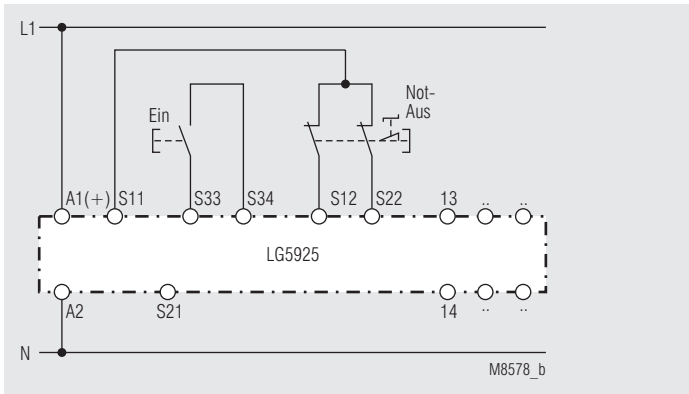 L1
Ein
Not-
Aus
A1(+) S11 S33 S34 S12 S22 13 .. ..
LG5925
A2 S21 14 .. ..
N
M8578_b